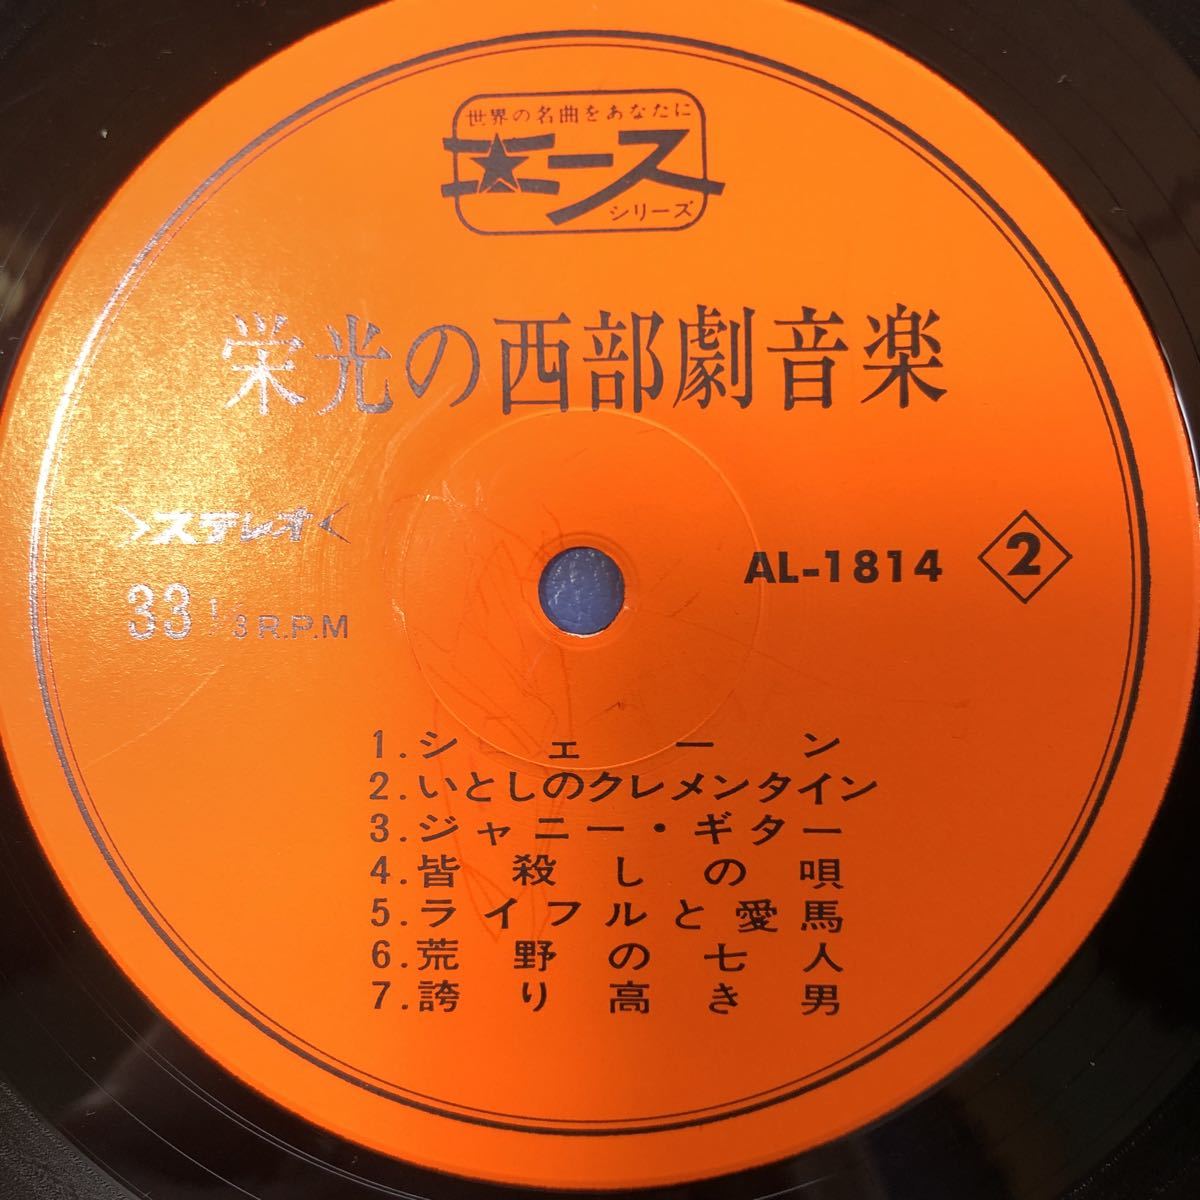 世界の名曲をあなたに
エース
シリーズ
栄光の西部劇音楽
>ステレオ<
33 1/3 R.P.M
AL-1814 2
1.シェーン
2.いとしのクレメンタイン
3.ジャニー・ギター
4.皆殺しの唄
5.ライフルと愛馬
6.荒野の七人
7.誇り高き男